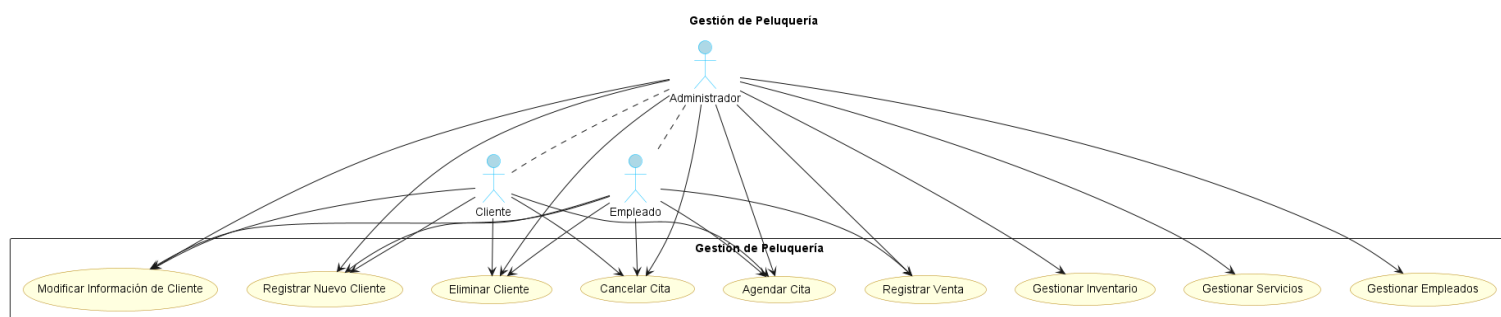 Gestión de Peluquería
Administrador
Cliente
Empleado
Gestión de Peluquería
Modificar Información de Cliente
Registrar Nuevo Cliente
Eliminar Cliente
Cancelar Cita
Agendar Cita
Registrar Venta
Gestionar Inventario
Gestionar Servicios
Gestionar Empleados